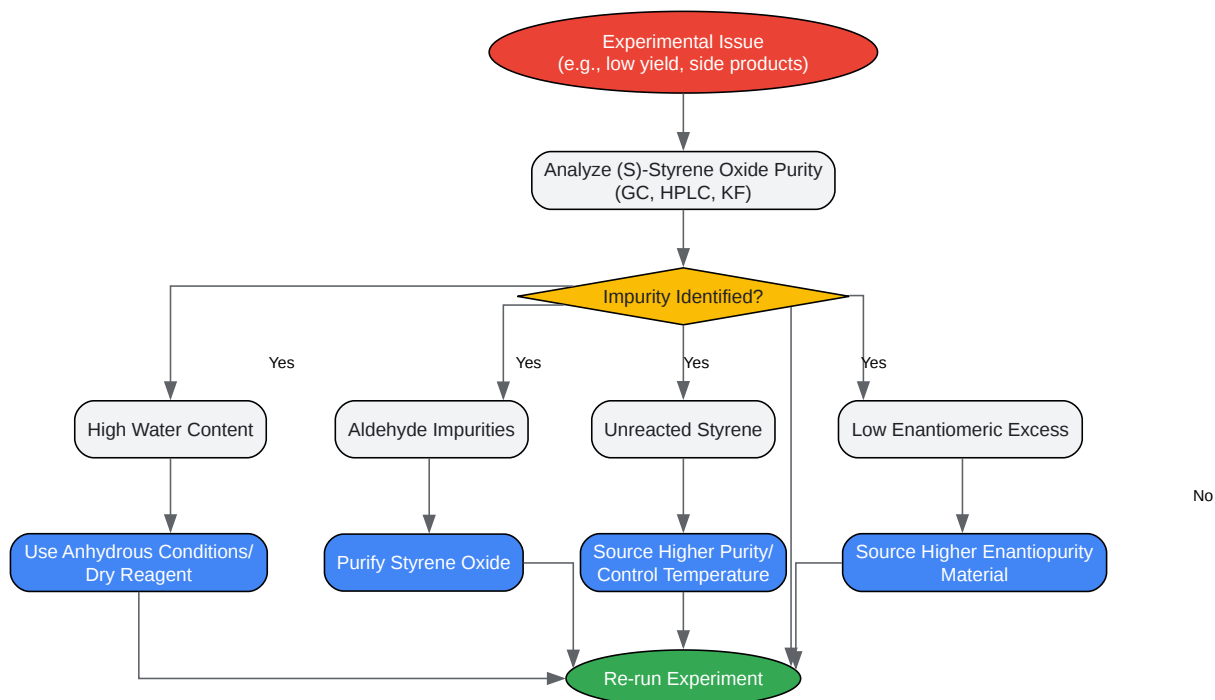 Experimental Issue
(e.g., low yield, side products)
Analyze (S)-Styrene Oxide Purity
(GC, HPLC, KF)
Impurity Identified?
Yes
Yes
Yes
Yes
High Water Content
Aldehyde Impurities
Unreacted Styrene
Low Enantiomeric Excess
No
Use Anhydrous Conditions/
Dry Reagent
Purify Styrene Oxide
Source Higher Purity/
Control Temperature
Source Higher Enantiopurity
Material
Re-run Experiment